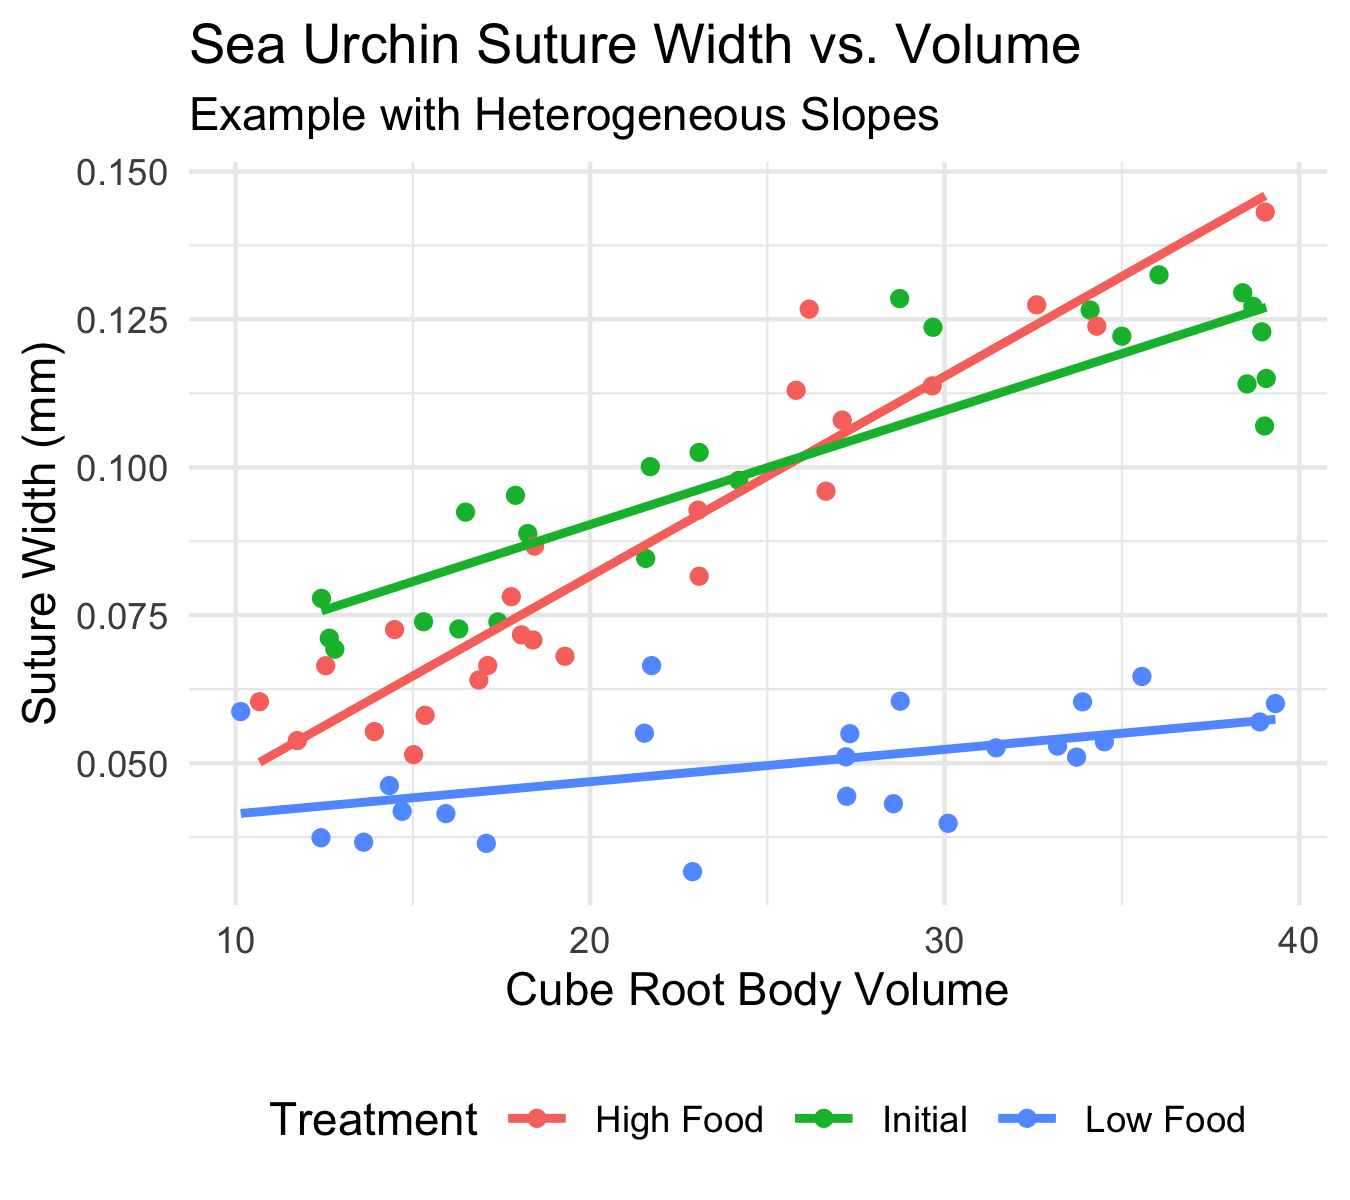 Sea Urchin Suture Width vs. Volume
Example with Heterogeneous Slopes
0.150
0.125
0.100
0.075
0.050
Suture Width (mm)
10 20 30 40
Cube Root Body Volume
Treatment High Food Initial Low Food